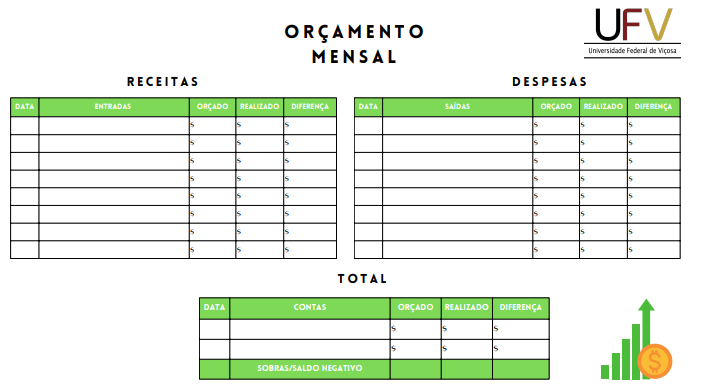 ORÇAMENTO
MENSAL
UFV
Universidade Federal de Viçosa
RECEITAS
DATA ENTRADAS ORÇADO REALIZADO DIFERENÇA
$ $ $
$ $ $
$ $ $
$ $ $
$ $ $
$ $ $
$ $ $
$ $ $
DESPESAS
DATA SAÍDAS ORÇADO REALIZADO DIFERENÇA
$ $ $
$ $ $
$ $ $
$ $ $
$ $ $
$ $ $
$ $ $
$ $ $
TOTAL
DATA CONTAS ORÇADO REALIZADO DIFERENÇA
$ $ $
$ $ $
SOBRAS/SALDO NEGATIVO
$